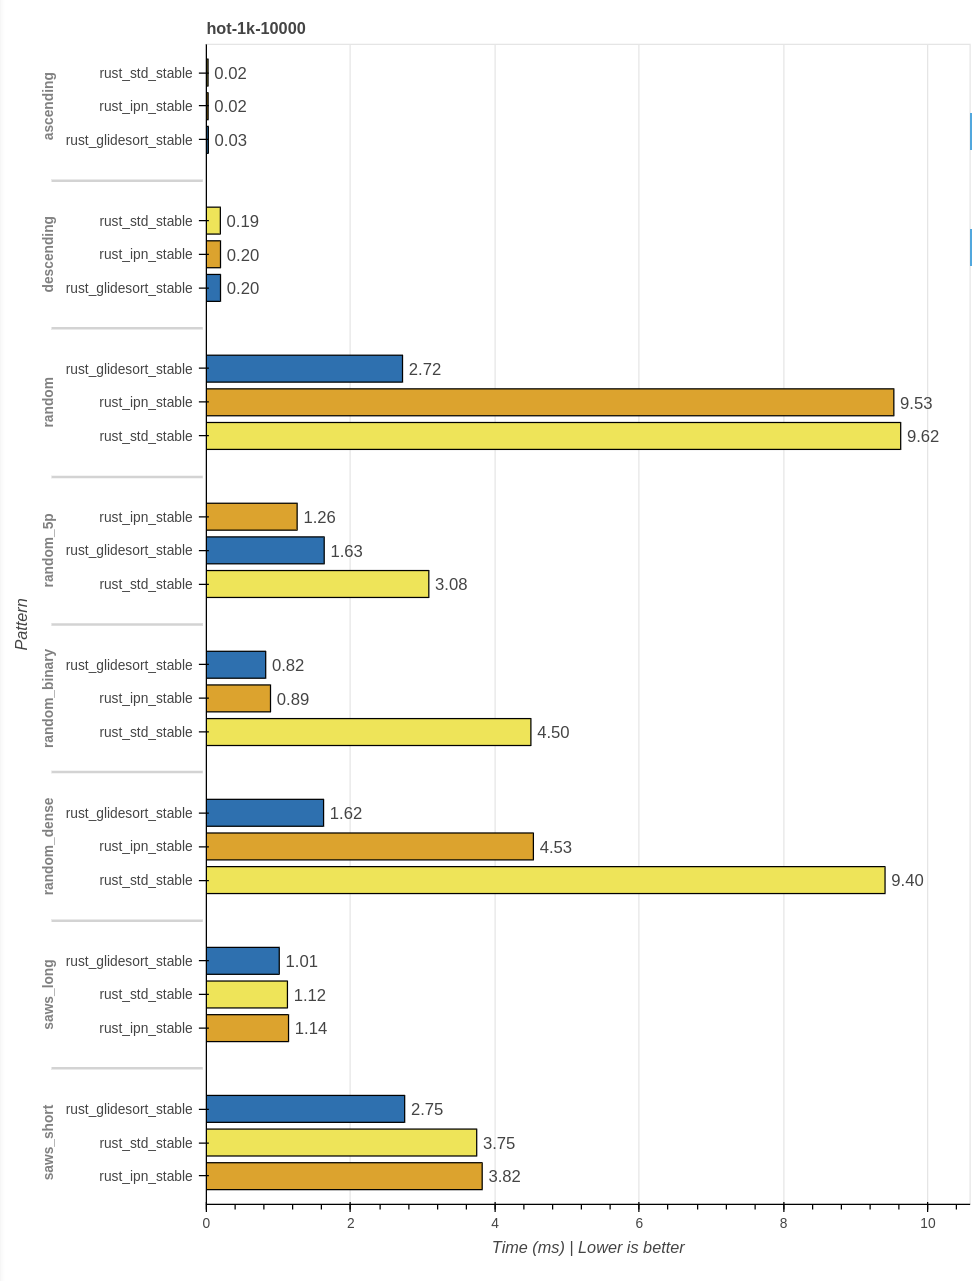 hot-1k-10000
Pattern
ascending
rust_std_stable 0.02
rust_ipn_stable 0.02
rust_glidesort_stable 0.03
descending
rust_std_stable 0.19
rust_ipn_stable 0.20
rust_glidesort_stable 0.20
random
rust_glidesort_stable 2.72
rust_ipn_stable 9.53
rust_std_stable 9.62
random_5p
rust_ipn_stable 1.26
rust_glidesort_stable 1.63
rust_std_stable 3.08
random_binary
rust_glidesort_stable 0.82
rust_ipn_stable 0.89
rust_std_stable 4.50
random_dense
rust_glidesort_stable 1.62
rust_ipn_stable 4.53
rust_std_stable 9.40
saws_long
rust_glidesort_stable 1.01
rust_std_stable 1.12
rust_ipn_stable 1.14
saws_short
rust_glidesort_stable 2.75
rust_std_stable 3.75
rust_ipn_stable 3.82
0 2 4 6 8 10
Time (ms) | Lower is better